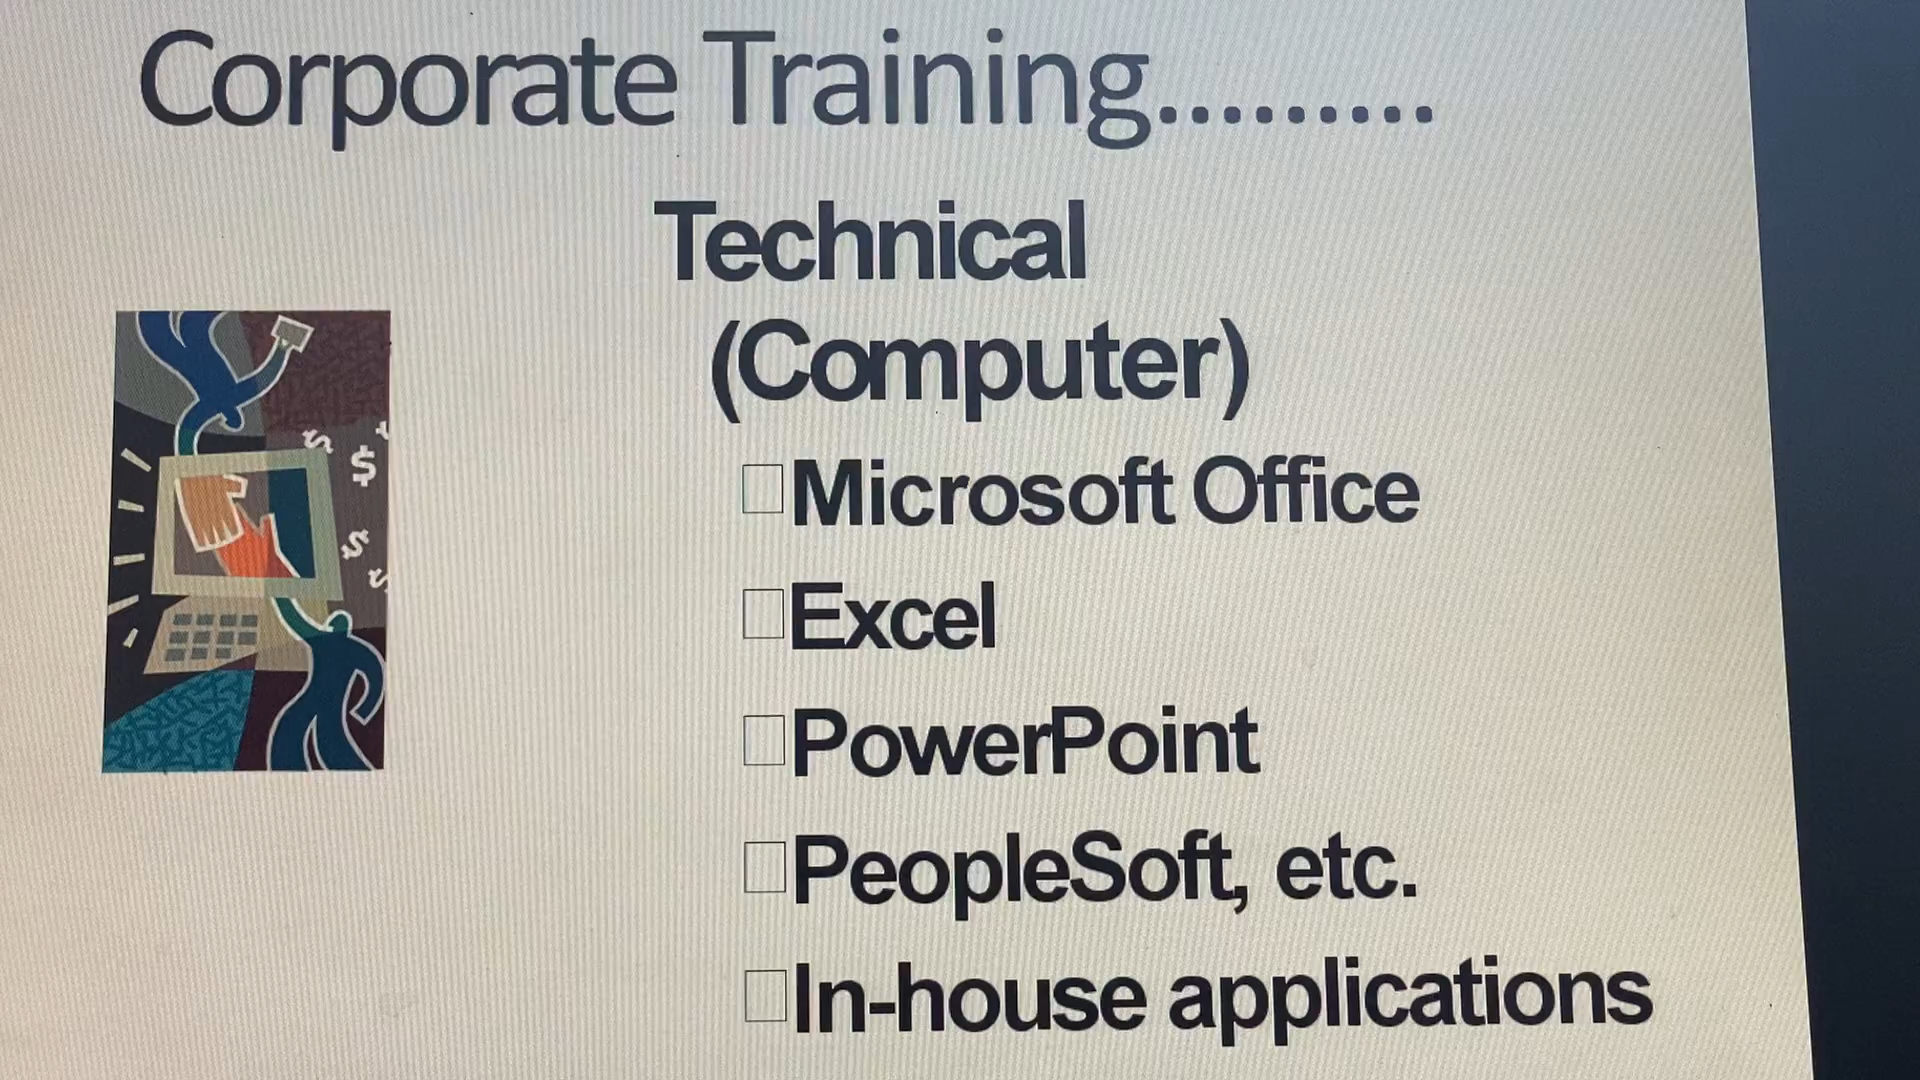 Corporate Training.........
Technical
(Computer)
Microsoft Office
Excel
PowerPoint
PeopleSoft, etc.
In-house applications
$
$